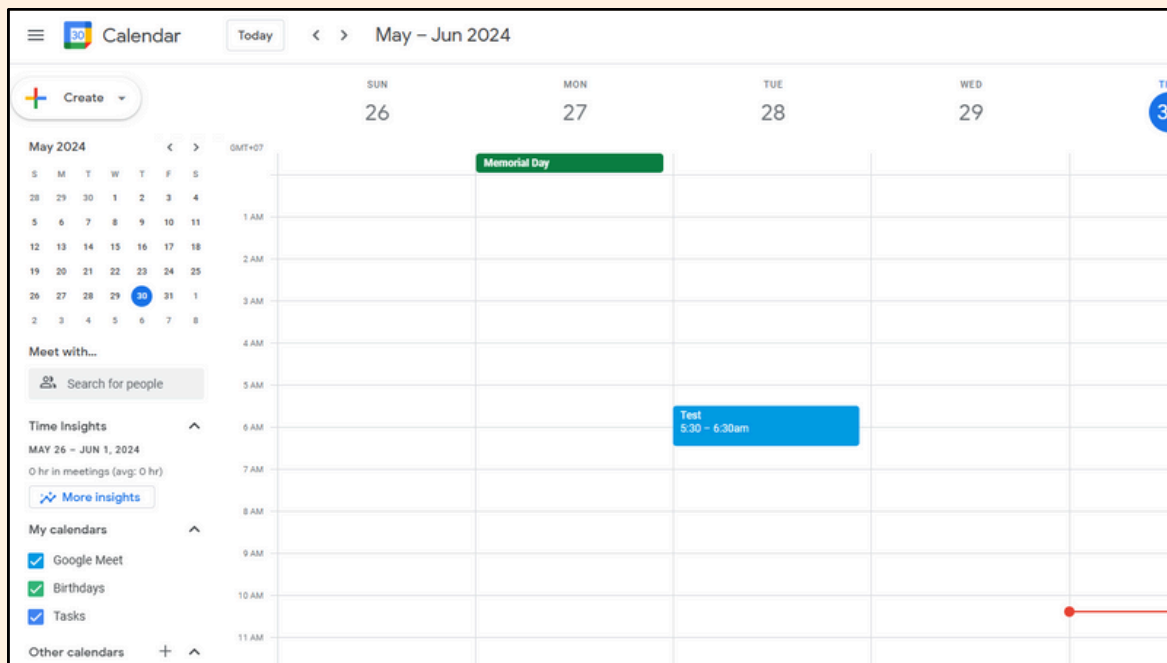 30 Calendar Today May – Jun 2024
Create
SUN MON TUE WED
26 27 28 29
May 2024
GMT+07
Memorial Day
S M T W T F S
28 29 30 1 2 3 4
5 6 7 8 9 10 11
12 13 14 15 16 17 18
19 20 21 22 23 24 25
26 27 28 29 30 31 1
2 3 4 5 6 7 8
Meet with...
Search for people
Time Insights
MAY 26 – JUN 1, 2024
0 hr in meetings (avg: 0 hr)
More insights
My calendars
Google Meet
Birthdays
Tasks
Other calendars
1 AM
2 AM
3 AM
4 AM
5 AM
6 AM
7 AM
8 AM
9 AM
10 AM
11 AM
Test
5:30 – 6:30am